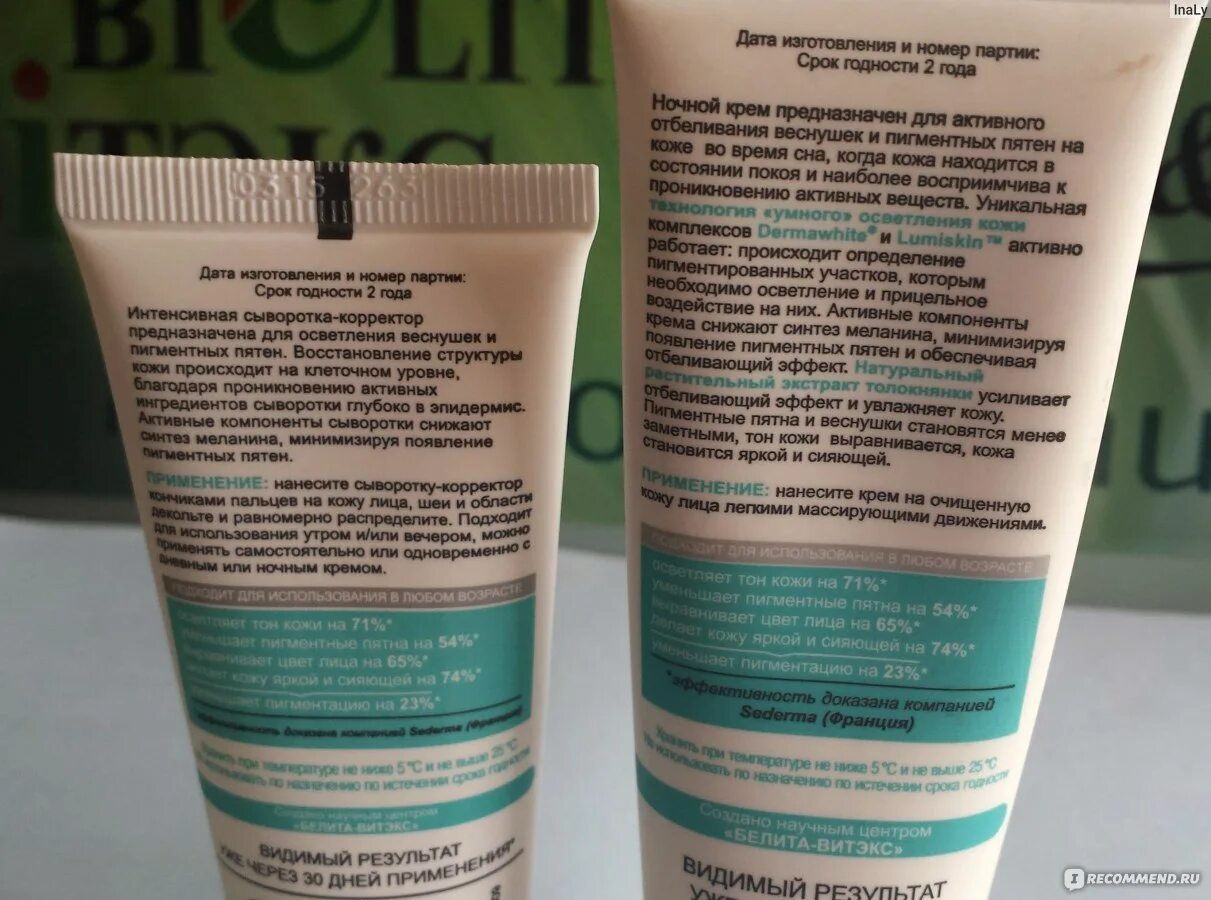 InaLy
BIELITA
ВІТЭКС
0315 263
Дата изготовления и номер партии:
Срок годности 2 года
Интенсивная сыворотка-корректор
предназначена для осветления веснушек и
пигментных пятен. Восстановление структуры
кожи происходит на клеточном уровне,
благодаря проникновению активных
ингредиентов сыворотки глубоко в эпидермис.
Активные компоненты сыворотки снижают
синтез меланина, минимизируя появление
пигментных пятен.
ПРИМЕНЕНИЕ: нанесите сыворотку-корректор
кончиками пальцев на кожу лица, шеи и области
декольте и равномерно распределите. Подходит
для использования утром и/или вечером, можно
применять самостоятельно или одновременно с
дневным или ночным кремом.
ПОДХОДИТ ДЛЯ ИСПОЛЬЗОВАНИЯ В ЛЮБОМ ВОЗРАСТЕ
осветляет тон кожи на 71%*
уменьшает пигментные пятна на 54%*
выравнивает цвет лица на 65%*
делает кожу яркой и сияющей на 74%*
уменьшает пигментацию на 23%*
*эффективность доказана компанией Sederma (Франция)
Хранить при температуре не ниже 5 °С и не выше 25 °С
Не использовать по назначению по истечении срока годности
Создано научным центром
«БЕЛИТА-ВИТЭКС»
ВИДИМЫЙ РЕЗУЛЬТАТ
УЖЕ ЧЕРЕЗ 30 ДНЕЙ ПРИМЕНЕНИЯ*
Дата изготовления и номер партии:
Срок годности 2 года
Ночной крем предназначен для активного
отбеливания веснушек и пигментных пятен на
коже во время сна, когда кожа находится в
состоянии покоя и наиболее восприимчива к
проникновению активных веществ. Уникальная
технология «умного» осветления кожи
комплексов Dermawhite® и Lumiskin™ активно
работает: происходит определение
пигментированных участков, которым
необходимо осветление и прицельное
воздействие на них. Активные компоненты
крема снижают синтез меланина, минимизируя
появление пигментных пятен и обеспечивая
отбеливающий эффект. Натуральный
растительный экстракт толокнянки усиливает
отбеливающий эффект и увлажняет кожу.
Пигментные пятна и веснушки становятся менее
заметными, тон кожи выравнивается, кожа
становится яркой и сияющей.
ПРИМЕНЕНИЕ: нанесите крем на очищенную
кожу лица легкими массирующими движениями.
ПОДХОДИТ ДЛЯ ИСПОЛЬЗОВАНИЯ В ЛЮБОМ ВОЗРАСТЕ
осветляет тон кожи на 71%*
уменьшает пигментные пятна на 54%*
выравнивает цвет лица на 65%*
делает кожу яркой и сияющей на 74%*
уменьшает пигментацию на 23%*
*эффективность доказана компанией
Sederma (Франция)
Хранить при температуре не ниже 5 °С и не выше 25 °С
Не использовать по назначению по истечении срока годности
Создано научным центром
«БЕЛИТА-ВИТЭКС»
ВИДИМЫЙ РЕЗУЛЬТАТ
IRECOMMEND.RU